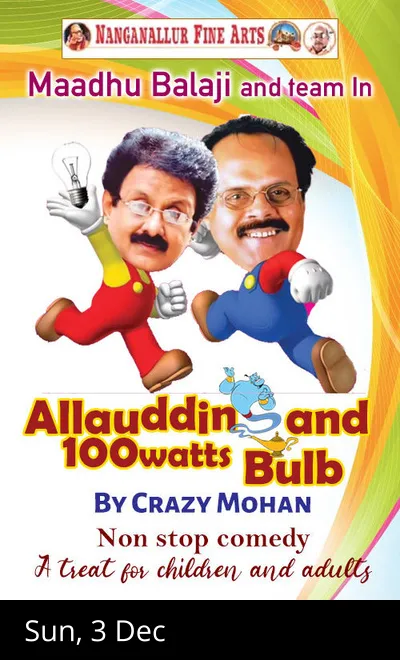 Nanganallur Fine Arts
Maadhu Balaji and team In
Allauddin and
100watts Bulb
By Crazy Mohan
Non stop comedy
A treat for children and adults
Sun, 3 Dec